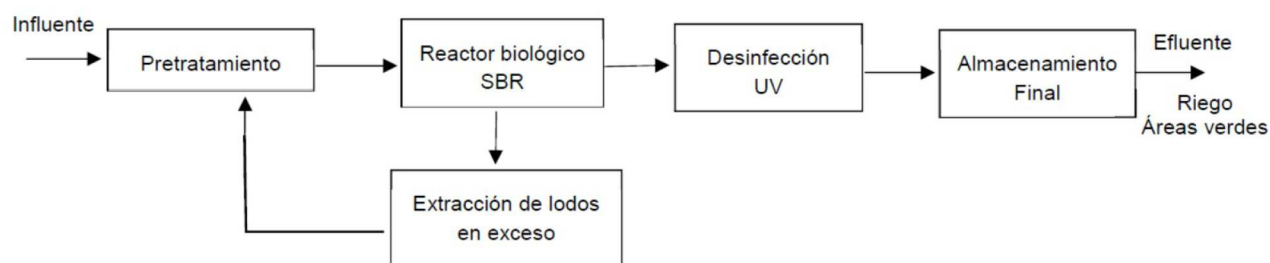 Influente
Pretratamiento
Reactor biológico
SBR
Desinfección
UV
Almacenamiento
Final
Efluente
Riego
Áreas verdes
Extracción de lodos
en exceso